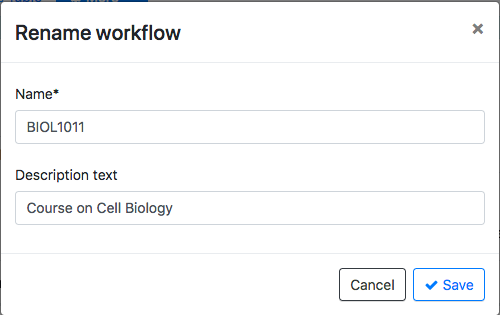 Rename workflow
×
Name*
BIOL1011
Description text
Course on Cell Biology
Cancel
Save